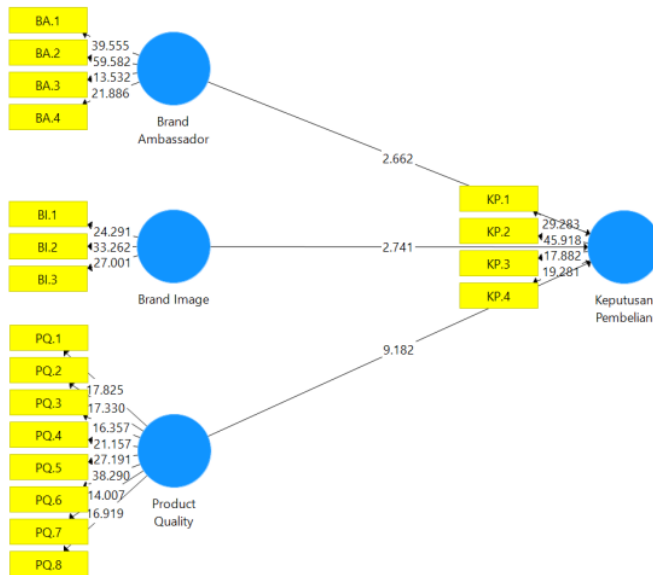 BA.1
BA.2
BA.3
BA.4
39.555
59.582
13.532
21.886
Brand
Ambassador
2.662
BI.1
BI.2
BI.3
24.291
33.262
27.001
Brand Image
2.741
KP.1
KP.2
KP.3
KP.4
29.283
45.918
17.882
19.281
Keputusan
Pembelian
PQ.1
PQ.2
PQ.3
PQ.4
PQ.5
PQ.6
PQ.7
PQ.8
17.825
17.330
16.357
21.157
27.191
38.290
14.007
16.919
Product
Quality
9.182